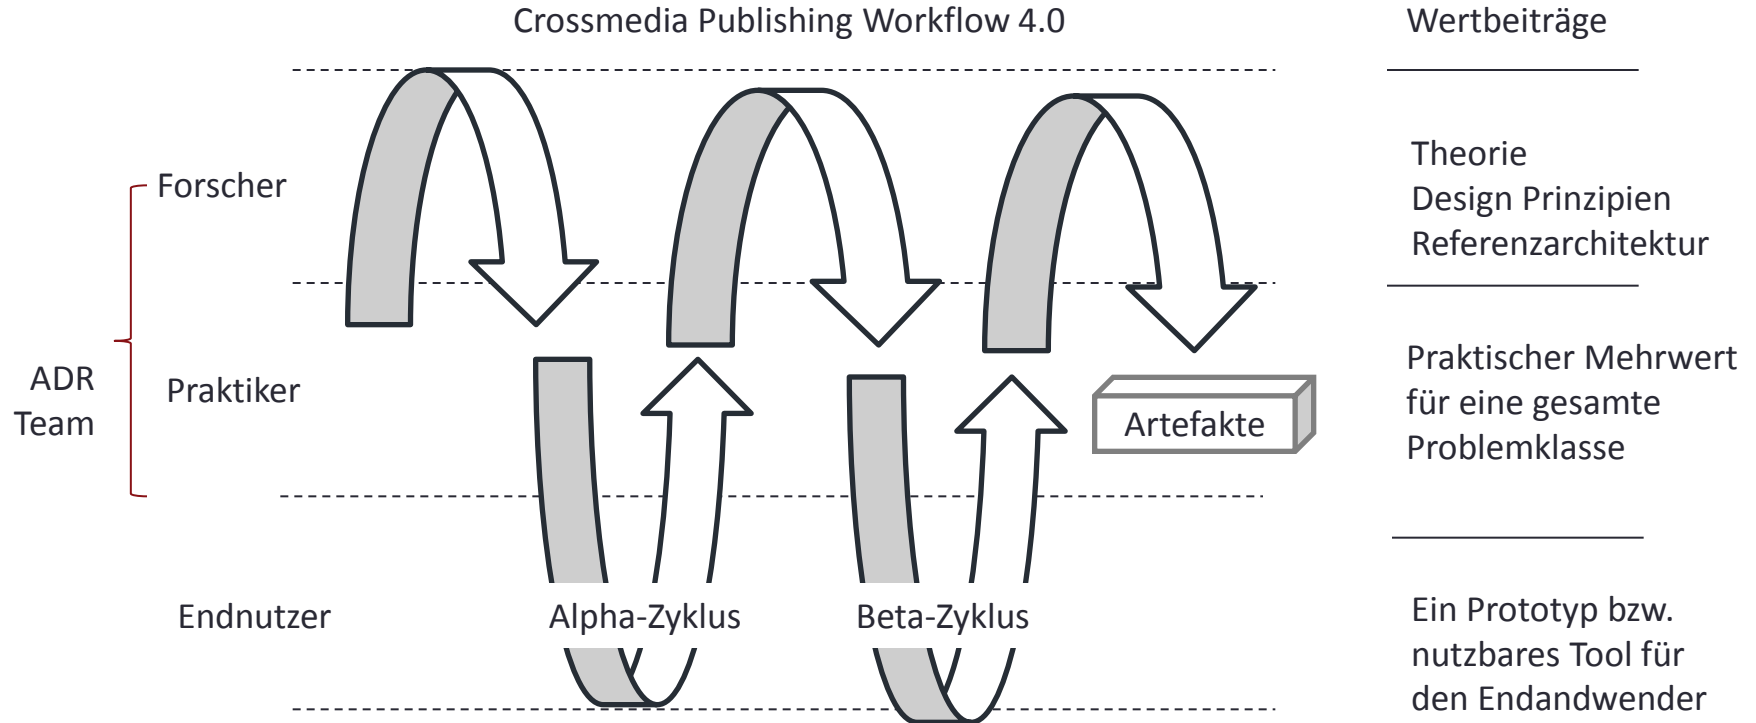 Crossmedia Publishing Workflow 4.0
Wertbeiträge
Forscher
Theorie
Design Prinzipien
Referenzarchitektur
ADR
Team
Praktiker
Artefakte
Praktischer Mehrwert
für eine gesamte
Problemklasse
Endnutzer
Alpha-Zyklus
Beta-Zyklus
Ein Prototyp bzw.
nutzbares Tool für
den Endandwender